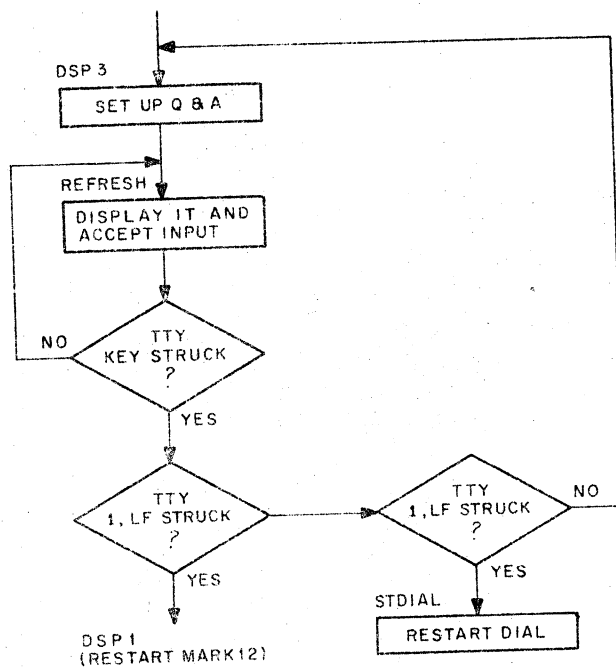 DSP 3
SET UP Q & A
REFRESH
DISPLAY IT AND
ACCEPT INPUT
TTY
KEY STRUCK
?
NO
YES
TTY
1, LF STRUCK
?
YES
TTY
1, LF STRUCK
?
NO
YES
DSP 1
(RESTART MARK12)
STDIAL
RESTART DIAL